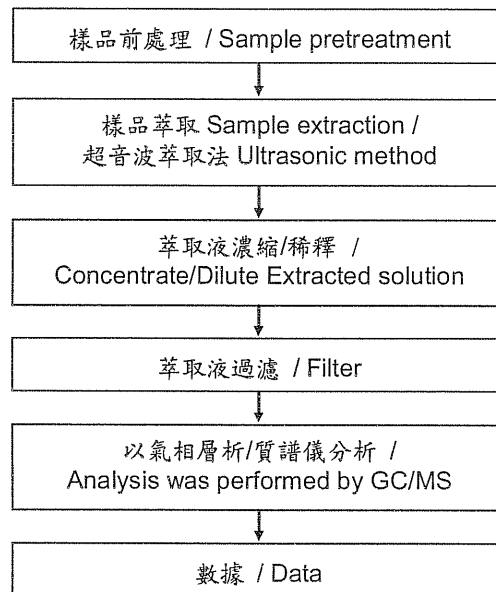 樣品前處理 / Sample pretreatment
樣品萃取 Sample extraction /
超音波萃取法 Ultrasonic method
萃取液濃縮/稀釋 /
Concentrate/Dilute Extracted solution
萃取液過濾 / Filter
以氣相層析/質譜儀分析 /
Analysis was performed by GC/MS
數據 / Data